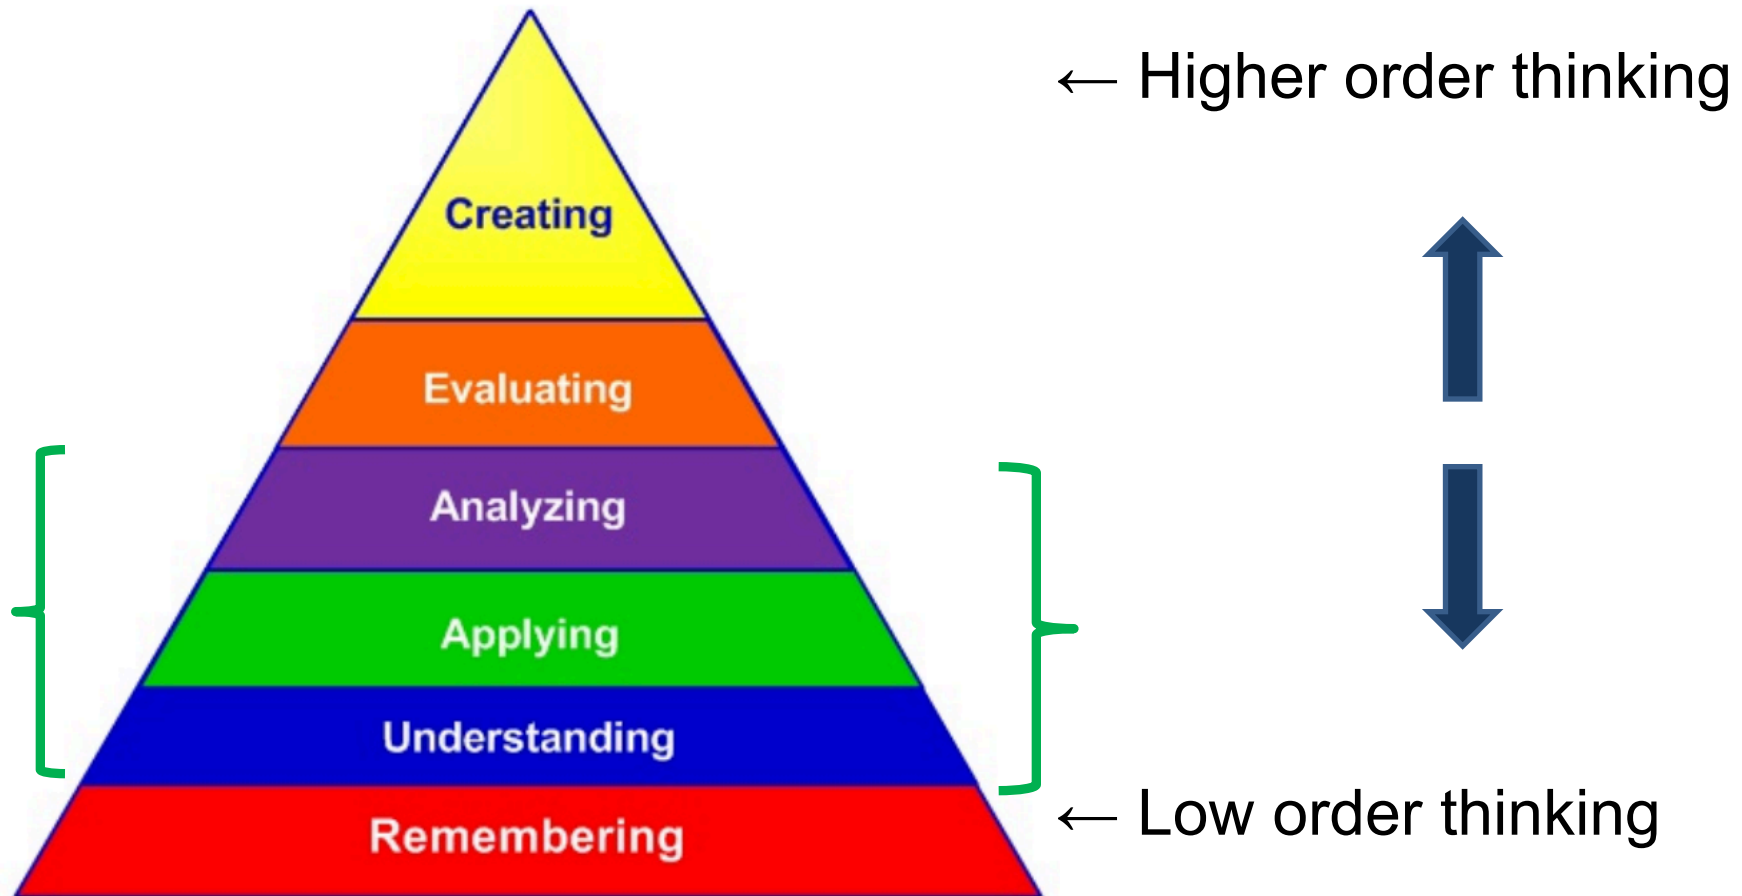 ← Higher order thinking
Creating
Evaluating
Analyzing
Applying
Understanding
← Low order thinking
Remembering